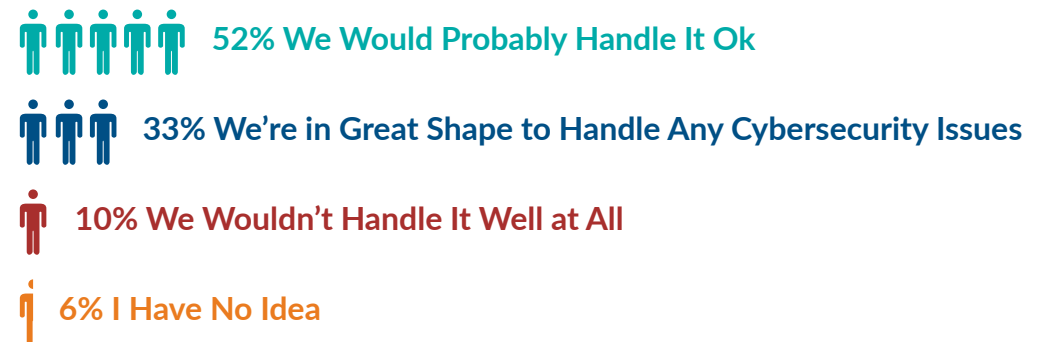 52% We Would Probably Handle It Ok
33% We’re in Great Shape to Handle Any Cybersecurity Issues
10% We Wouldn’t Handle It Well at All
6% I Have No Idea